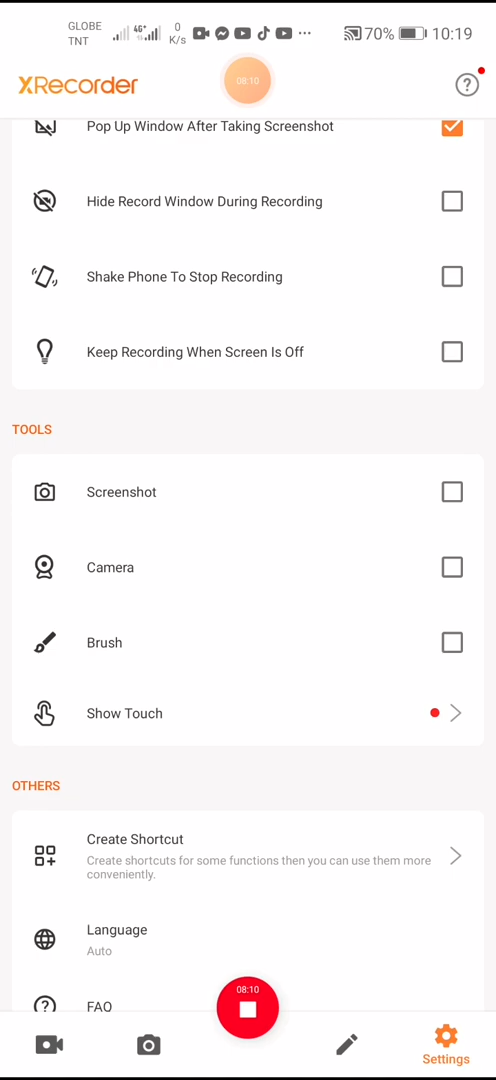 GLOBE
TNT
4G+
0
K/s
70%
10:19
XRecorder
08:10
Pop Up Window After Taking Screenshot
Hide Record Window During Recording
Shake Phone To Stop Recording
Keep Recording When Screen Is Off
TOOLS
Screenshot
Camera
Brush
Show Touch
OTHERS
Create Shortcut
Create shortcuts for some functions then you can use them more
conveniently.
Language
Auto
FAQ
08:10
Settings